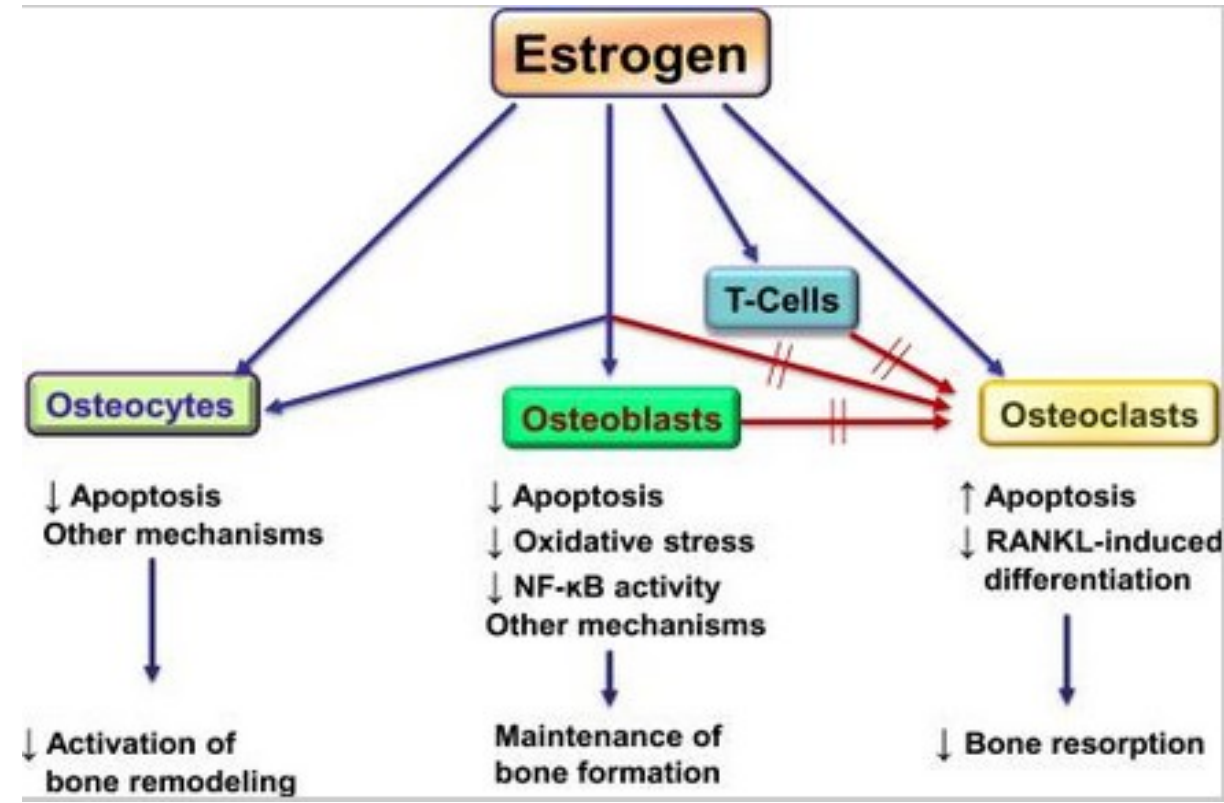 Estrogen
T-Cells
Osteocytes
Osteoblasts
Osteoclasts
↓ Apoptosis
Other mechanisms
↓ Activation of
bone remodeling
↓ Apoptosis
↓ Oxidative stress
↓ NF-κB activity
Other mechanisms
Maintenance of
bone formation
↑ Apoptosis
↓ RANKL-induced
differentiation
↓ Bone resorption